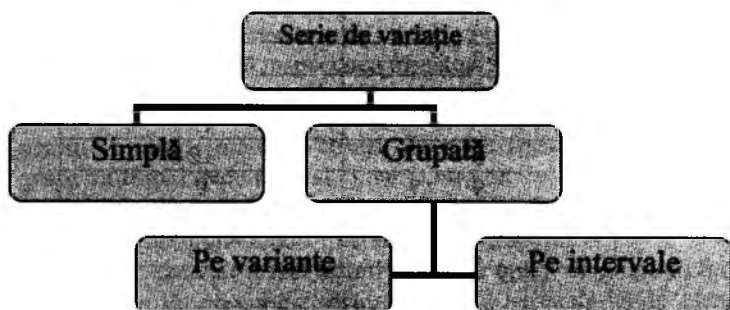 Serie de variație
Simplă
Grupată
Pe variante
Pe intervale